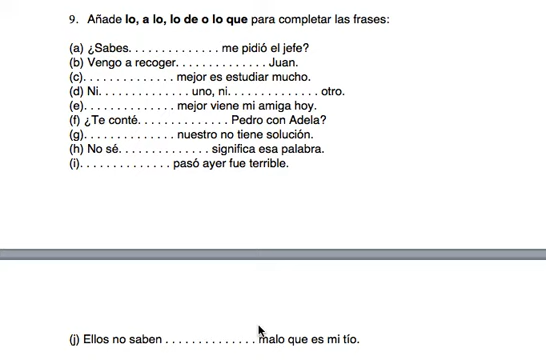 9. Añade lo, a lo, lo de o lo que para completar las frases:
(a) ¿Sabes. . . . . . . . . . . . . . me pidió el jefe?
(b) Vengo a recoger. . . . . . . . . . . . . . Juan.
(c). . . . . . . . . . . . . . mejor es estudiar mucho.
(d) Ni. . . . . . . . . . . . . . uno, ni. . . . . . . . . . . . . . otro.
(e). . . . . . . . . . . . . . mejor viene mi amiga hoy.
(f) ¿Te conté. . . . . . . . . . . . . . Pedro con Adela?
(g). . . . . . . . . . . . . . nuestro no tiene solución.
(h) No sé. . . . . . . . . . . . . . significa esa palabra.
(i). . . . . . . . . . . . . . pasó ayer fue terrible.
(j) Ellos no saben . . . . . . . . . . . . . . malo que es mi tío.